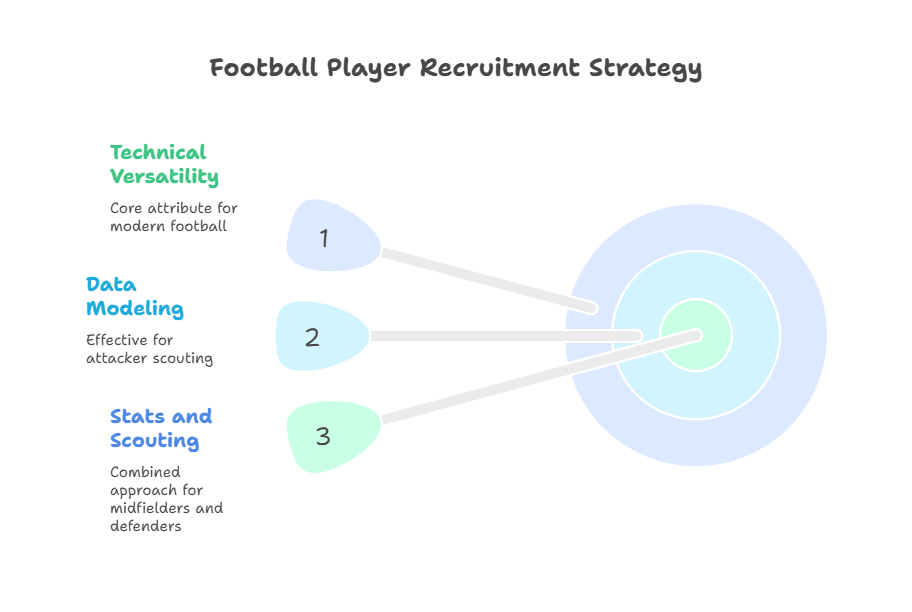 Football Player Recruitment Strategy
Technical
Versatility
Core attribute for
modern football
1
Data
Modeling
Effective for
attacker scouting
2
Stats and
Scouting
Combined
approach for
midfielders and
defenders
3